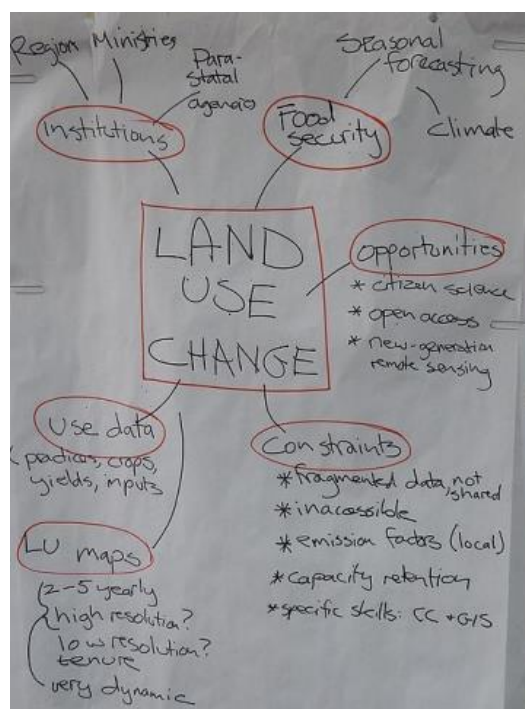 Region Ministries
Para-
statal
agencies
Institutions
Seasonal
forecasting
Climate
Food
security
LAND
USE
CHANGE
opportunities
* citizen science
* open access
* new-generation
remote sensing
Use data
practices, crops,
yields, inputs
LU maps
2-5 yearly
high resolution?
low resolution?
tenure
very dynamic
Constraints
* fragmented data, not
shared
* inaccessible
* emission factors (local)
* capacity retention
* specific skills: CC + GIS